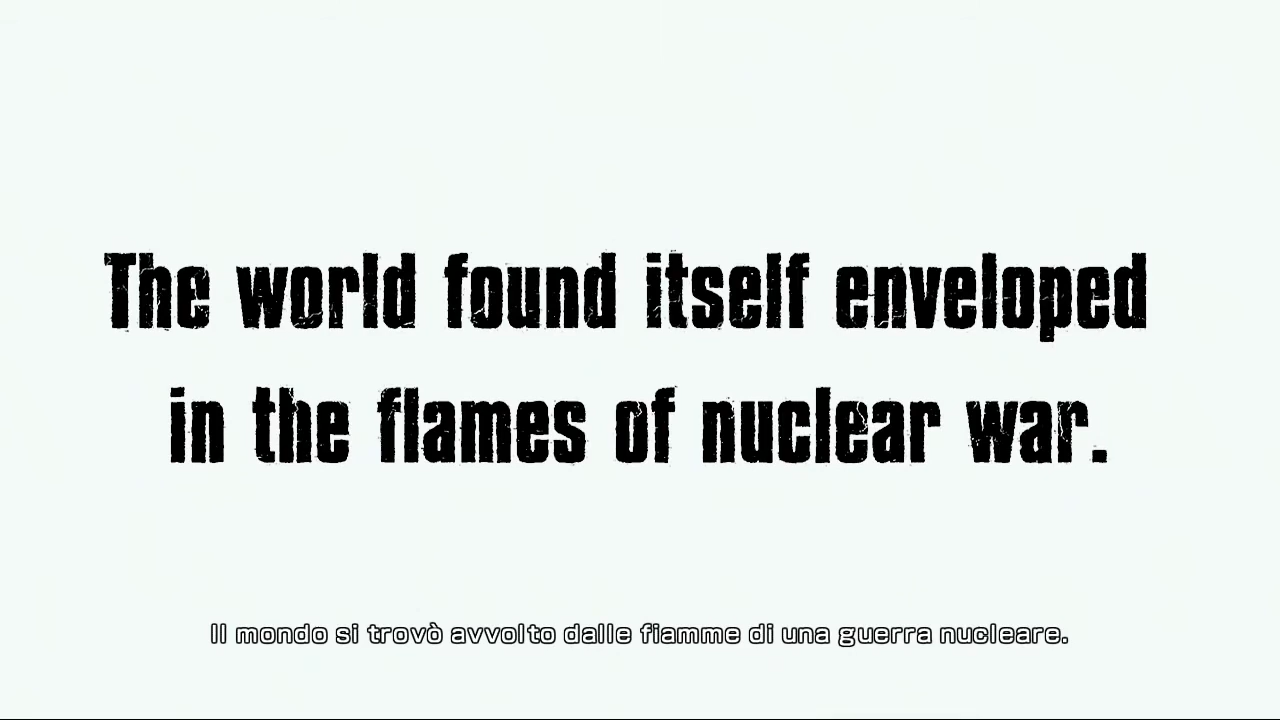 The world found itself enveloped
in the flames of nuclear war.
Il mondo si trovò avvolto dalle fiamme di una guerra nucleare.